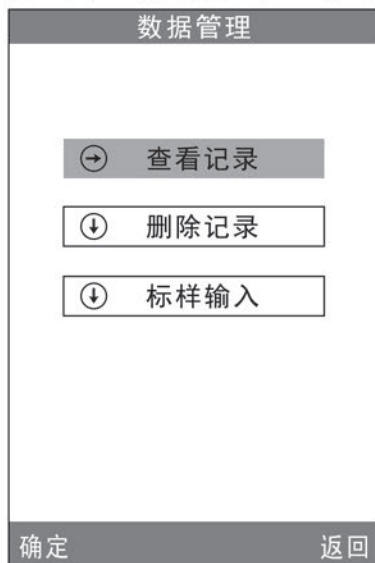 数据管理
查看记录
删除记录
标样输入
确定 返回